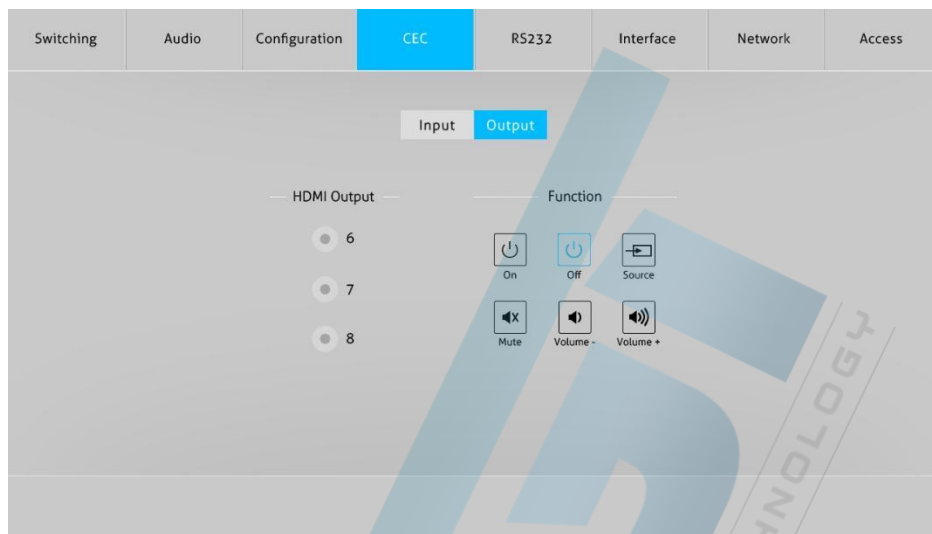 Switching Audio Configuration CEC RS232 Interface Network Access
Input Output
HDMI Output
6
7
8
Function
On Off Source
Mute Volume - Volume +